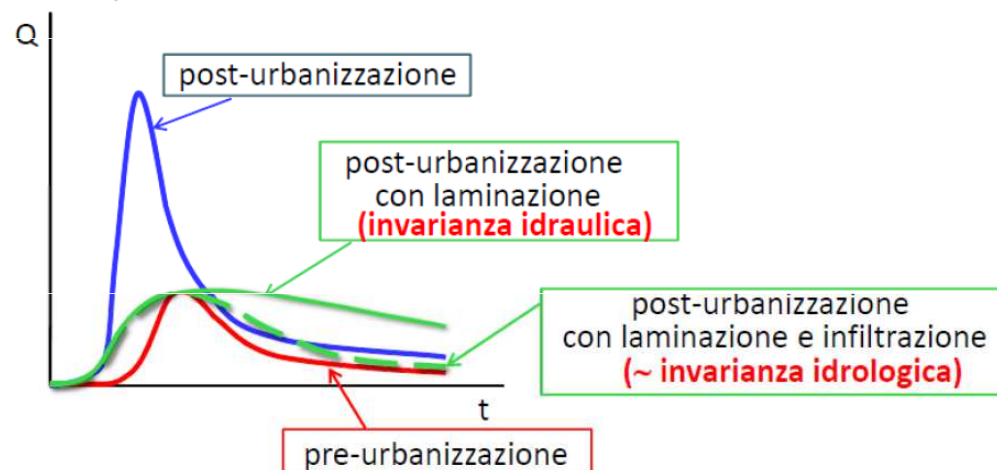 Q
post-urbanizzazione
post-urbanizzazione
con laminazione
(invarianza idraulica)
post-urbanizzazione
con laminazione e infiltrazione
(~ invarianza idrologica)
t
pre-urbanizzazione